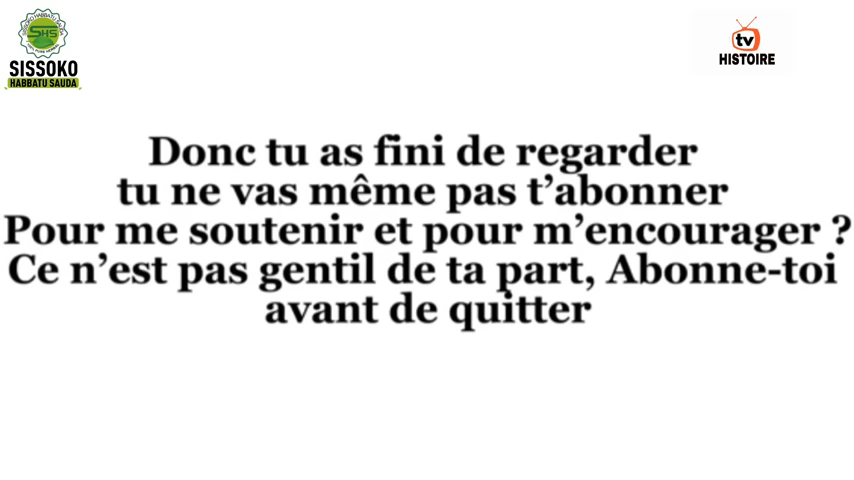 SHS
SISSOKO
HABBATU SAUDA
tv
HISTOIRE
Donc tu as fini de regarder
tu ne vas même pas t’abonner
Pour me soutenir et pour m’encourager ?
Ce n’est pas gentil de ta part, Abonne-toi
avant de quitter